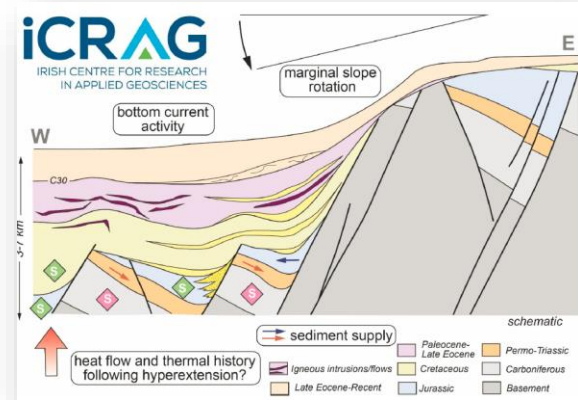 iCRAG
IRISH CENTRE FOR RESEARCH
IN APPLIED GEOSCIENCES
E
marginal slope
rotation
bottom current
activity
W
C30
3-7 km
S
S
S
S
schematic
sediment supply
heat flow and thermal history
following hyperextension?
Igneous intrusions/flows
Late Eocene-Recent
Paleocene-
Late Eocene
Cretaceous
Jurassic
Permo-Triassic
Carboniferous
Basement